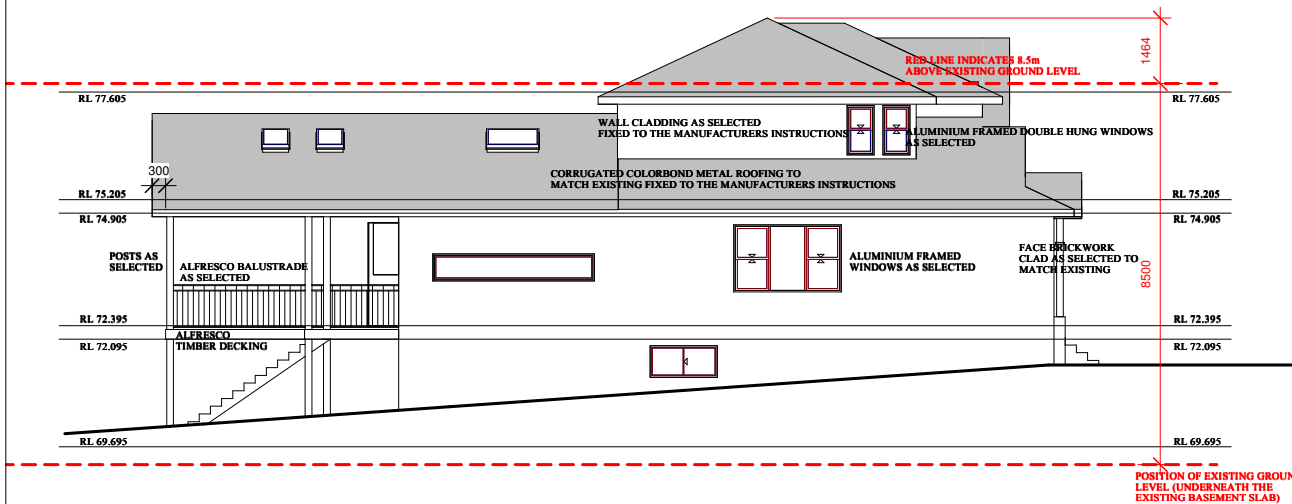 1464
RED LINE INDICATES 8.5m
ABOVE EXISTING GROUND LEVEL
RL 77.605
RL 77.605
WALL CLADDING AS SELECTED
FIXED TO THE MANUFACTURERS INSTRUCTIONS
ALUMINIUM FRAMED DOUBLE HUNG WINDOWS
AS SELECTED
300
CORRUGATED COLORBOND METAL ROOFING TO
MATCH EXISTING FIXED TO THE MANUFACTURERS INSTRUCTIONS
RL 75.205
RL 75.205
RL 74.905
RL 74.905
POSTS AS
SELECTED
ALFRESCO BALUSTRADE
AS SELECTED
ALUMINIUM FRAMED
WINDOWS AS SELECTED
FACE BRICKWORK
CLAD AS SELECTED TO
MATCH EXISTING
8500
RL 72.395
RL 72.395
ALFRESCO
TIMBER DECKING
RL 72.095
RL 72.095
RL 69.695
RL 69.695
POSITION OF EXISTING GROUN
LEVEL (UNDERNEATH THE
EXISTING BASEMENT SLAB)